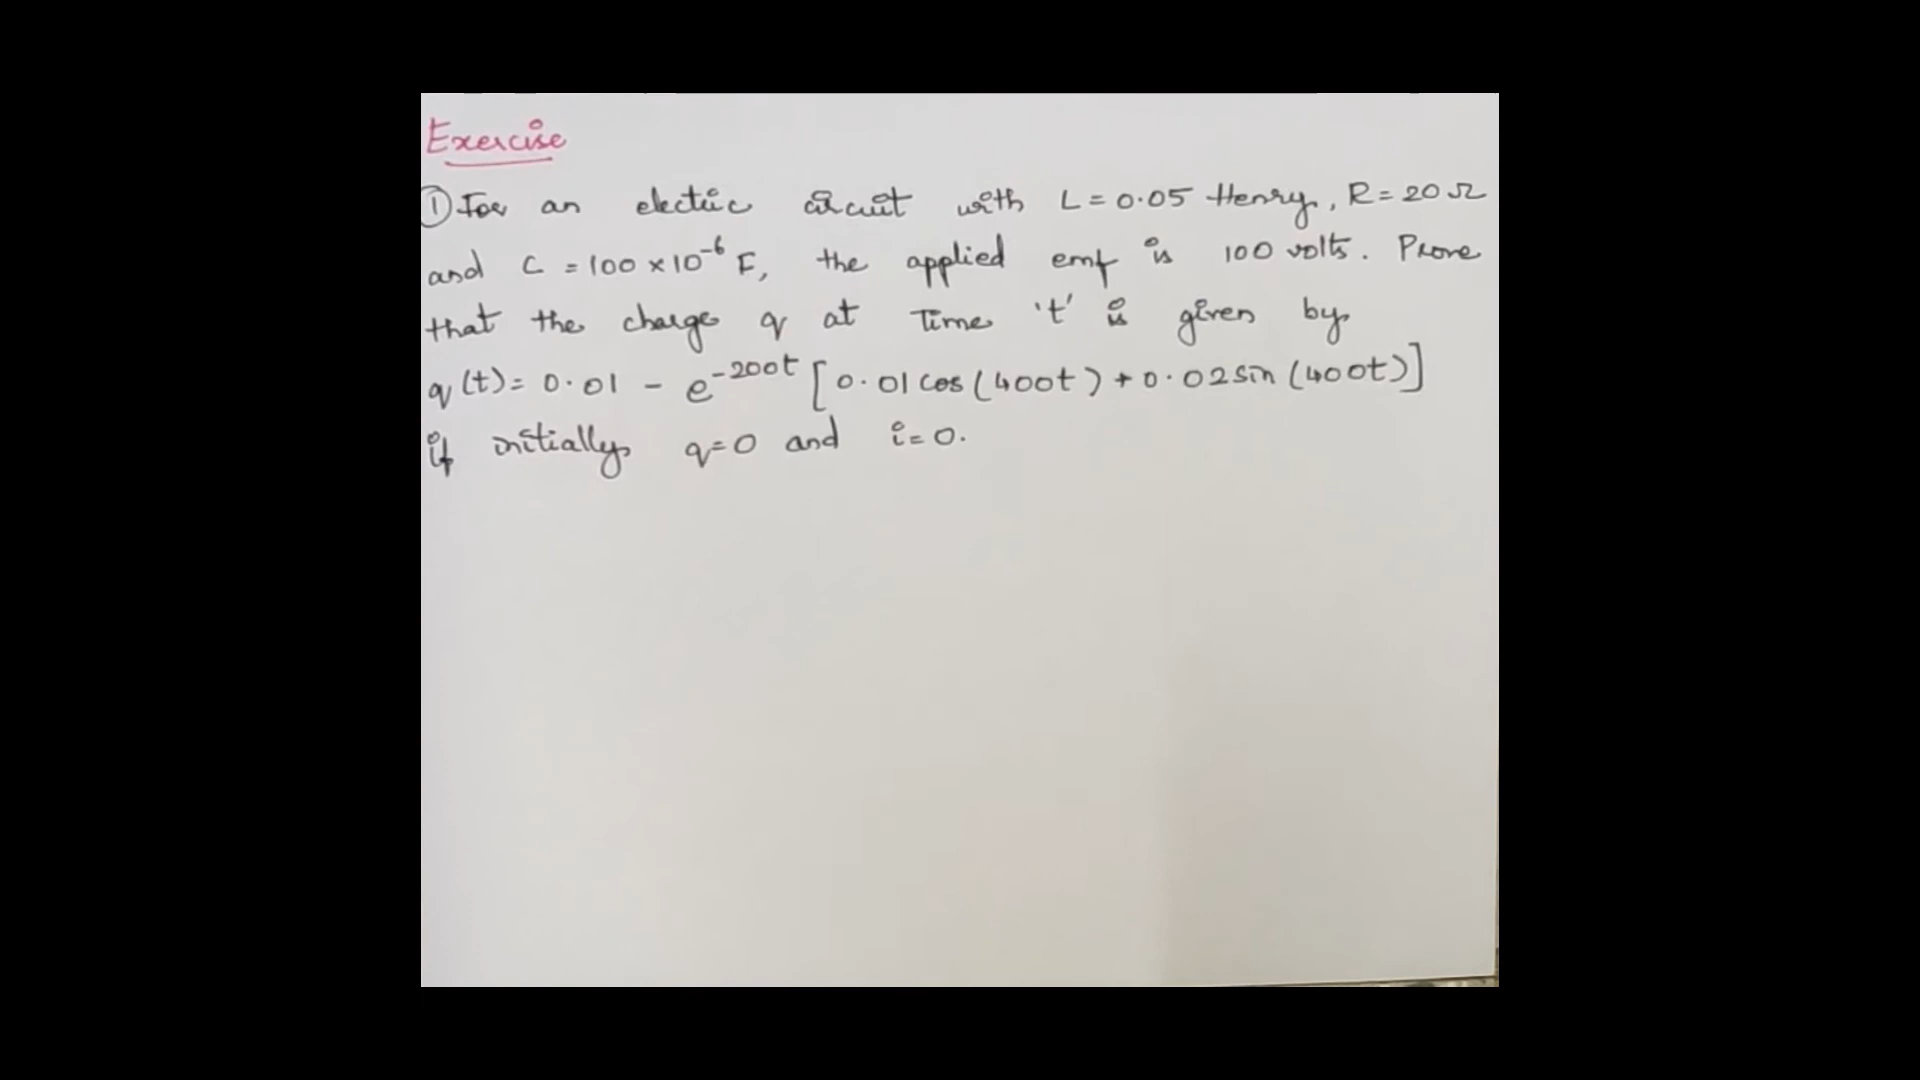 Exercise
① For an electric circuit with L = 0.05 Henry, R = 20 Ω
and C = 100 × 10⁻⁶ F, the applied emf is 100 volts. Prove
that the charge q at time 't' is given by
q(t) = 0.01 - e^{-200t} [0.01 cos(400t) + 0.02 sin(400t)]
if initially q=0 and i=0.